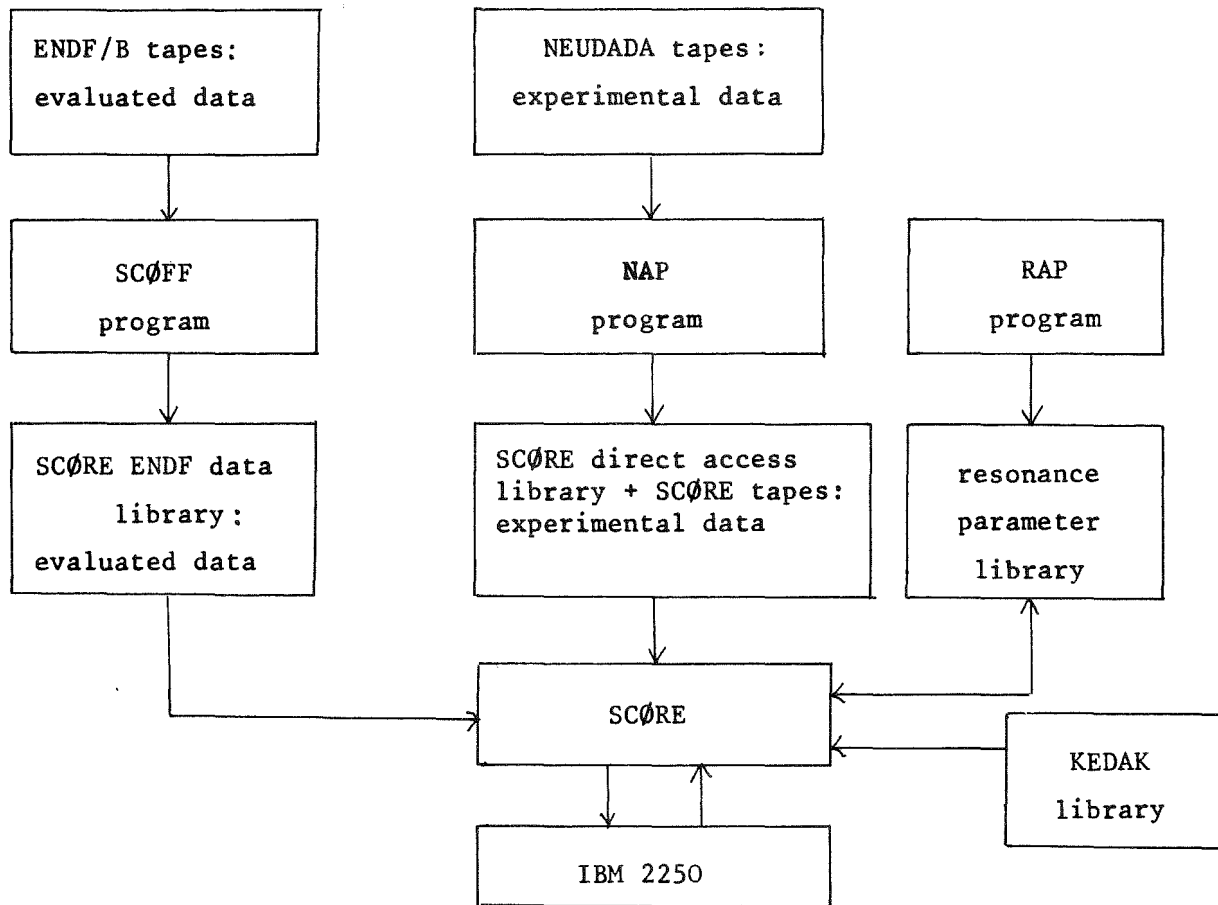 ENDF/B tapes:
evaluated data
NEUDADA tapes:
experimental data
SCØFF
program
NAP
program
RAP
program
SCØRE ENDF data
library:
evaluated data
SCØRE direct access
library + SCØRE tapes:
experimental data
resonance
parameter
library
SCØRE
KEDAK
library
IBM 2250